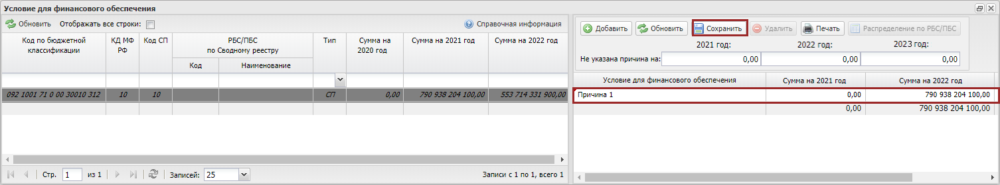 Условие для финансового обеспечения
Обновить Отображать все строки: Справочная информация
Код по бюджетной классификации КД МФ РФ Код СП РБС/ПБС по Сводному реестру Тип Сумма на 2020 год Сумма на 2021 год Сумма на 2022 год
Код Наименование
092 1001 71 0 00 30010 312 10 10 СП 0,00 790 938 204 100,00 553 714 331 900,00
Стр. 1 из 1 Записей: 25 Записи с 1 по 1, всего 1
Добавить Обновить Сохранить Удалить Печать Распределение по РБС/ПБС
2021 год: 2022 год: 2023 год:
Не указана причина на: 0,00 0,00 0,00
Условие для финансового обеспечения Сумма на 2021 год Сумма на 2022 год
Причина 1 0,00 790 938 204 100,00
0,00 790 938 204 100,00